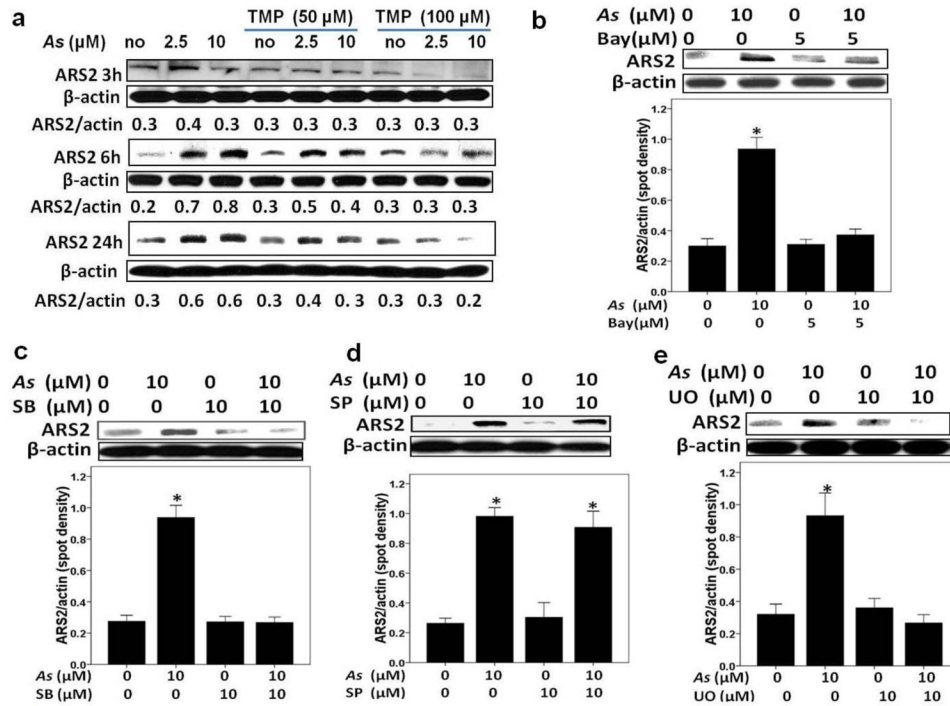 a
TMP (50 µM) TMP (100 µM)
As (µM) no 2.5 10 no 2.5 10 no 2.5 10
ARS2 3h
β-actin
ARS2/actin 0.3 0.4 0.3 0.3 0.3 0.3 0.3 0.3 0.3
ARS2 6h
β-actin
ARS2/actin 0.2 0.7 0.8 0.3 0.5 0. 4 0.3 0.3 0.3
ARS2 24h
β-actin
ARS2/actin 0.3 0.6 0.6 0.3 0.4 0.3 0.3 0.3 0.2
b
As (µM) 0 10 0 10
Bay(µM) 0 0 5 5
ARS2
β-actin
ARS2/actin (spot density)
1.2
1.0
0.8
0.6
0.4
0.2
0.0
*
As (µM) 0 10 0 10
Bay(µM) 0 0 5 5
c
As (µM) 0 10 0 10
SB (µM) 0 0 10 10
ARS2
β-actin
ARS2/actin (spot density)
1.2
1.0
0.8
0.6
0.4
0.2
0.0
*
As (µM) 0 10 0 10
SB (µM) 0 0 10 10
d
As (µM) 0 10 0 10
SP (µM) 0 0 10 10
ARS2
β-actin
ARS2/actin (spot density)
1.2
1.0
0.8
0.6
0.4
0.2
0.0
* *
As (µM) 0 10 0 10
SP (µM) 0 0 10 10
e
As (µM) 0 10 0 10
UO (µM) 0 0 10 10
ARS2
β-actin
ARS2/actin (spot density)
1.2
1.0
0.8
0.6
0.4
0.2
0.0
*
As (µM) 0 10 0 10
UO (µM) 0 0 10 10